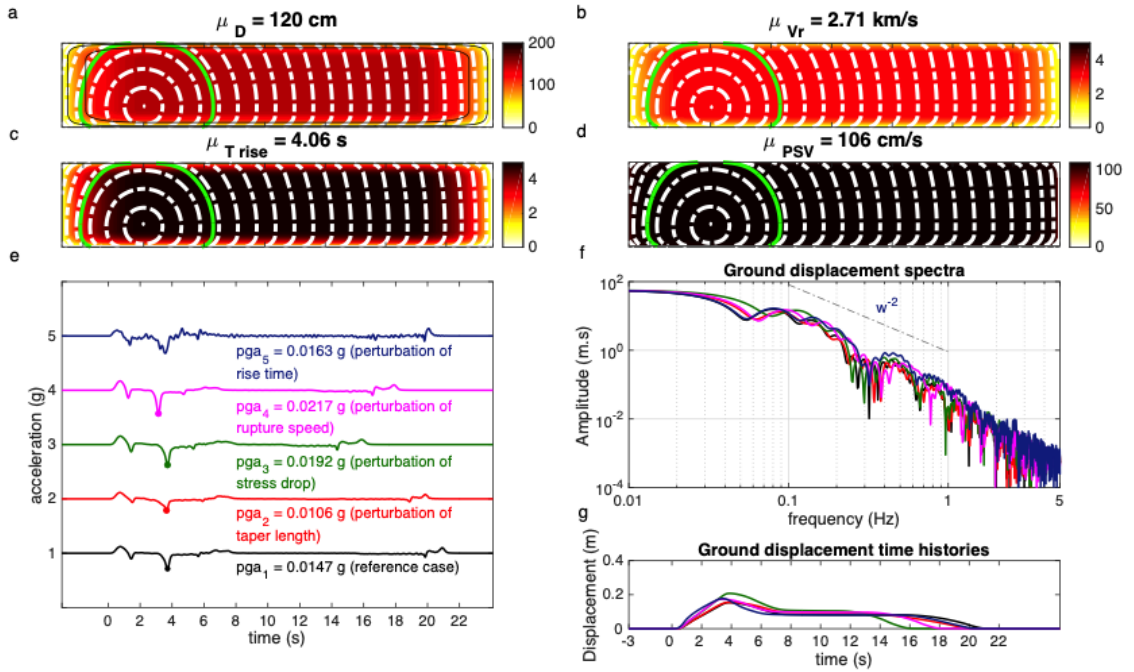 a
μ D = 120 cm
200
100
0
b
μ Vr = 2.71 km/s
4
2
0
c
μ T rise = 4.06 s
4
2
0
d
μ PSV = 106 cm/s
100
50
0
e
5
4
3
2
1
acceleration (g)
pga5 = 0.0163 g (perturbation of
rise time)
pga4 = 0.0217 g (perturbation of
rupture speed)
pga3 = 0.0192 g (perturbation of
stress drop)
pga2 = 0.0106 g (perturbation of
taper length)
pga1 = 0.0147 g (reference case)
0 2 4 6 8 10 12 14 16 18 20 22
time (s)
f
Ground displacement spectra
w-2
10^2
10^0
10^-2
10^-4
Amplitude (m.s)
0.01 0.1 1 5
frequency (Hz)
g
Ground displacement time histories
0.4
0.2
0
Displacement (m)
-3 0 2 4 6 8 10 12 14 16 18 20 22
time (s)